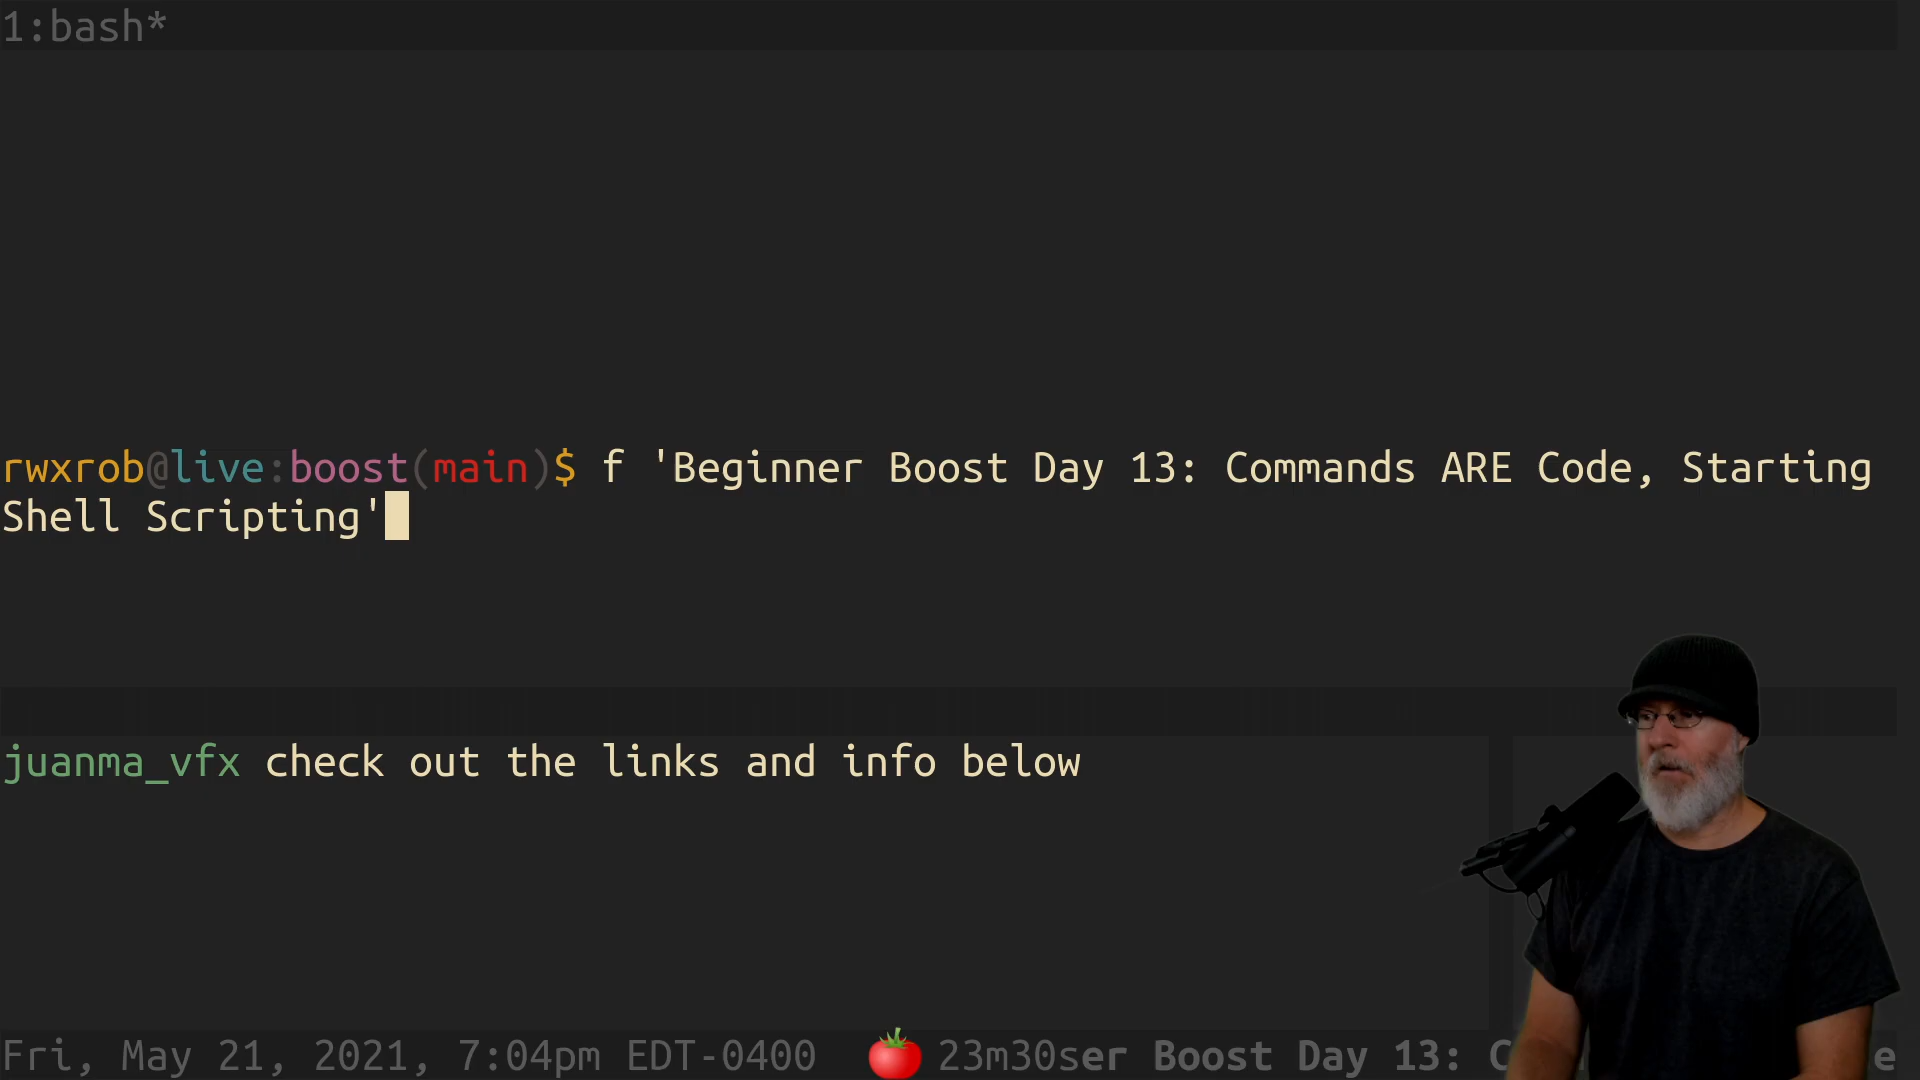 1:bash*
rwxrob@live:boost(main)$ f 'Beginner Boost Day 13: Commands ARE Code, Starting
Shell Scripting'
juanma_vfx check out the links and info below
Fri, May 21, 2021, 7:04pm EDT-0400 23m30ser Boost Day 13: C e